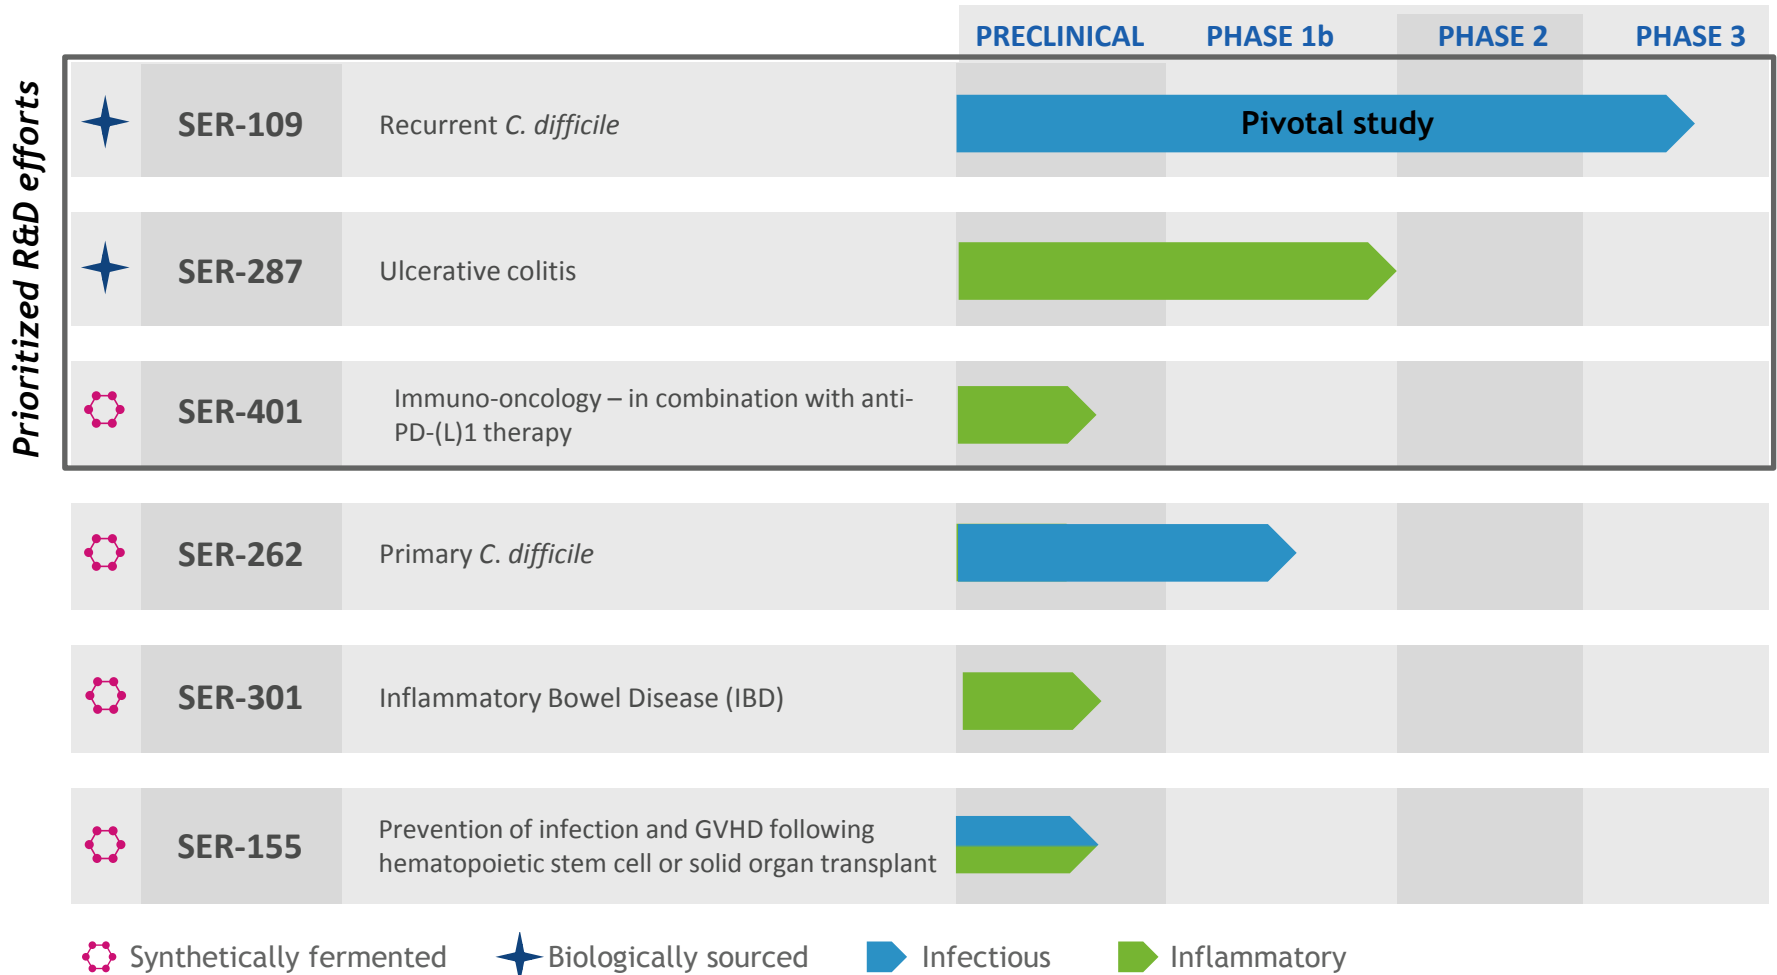 PRECLINICAL PHASE 1b PHASE 2 PHASE 3
Prioritized R&D efforts
SER-109 Recurrent C. difficile Pivotal study
SER-287 Ulcerative colitis
SER-401 Immuno-oncology – in combination with anti-
PD-(L)1 therapy
SER-262 Primary C. difficile
SER-301 Inflammatory Bowel Disease (IBD)
SER-155 Prevention of infection and GVHD following
hematopoietic stem cell or solid organ transplant
Synthetically fermented Biologically sourced Infectious Inflammatory